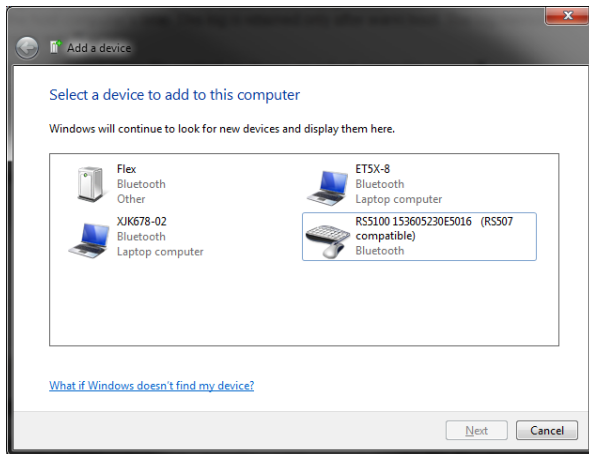 Add a device
Select a device to add to this computer
Windows will continue to look for new devices and display them here.
Flex
Bluetooth
Other
ET5X-8
Bluetooth
Laptop computer
XJK678-02
Bluetooth
Laptop computer
RS5100 153605230E5016 (RS507
compatible)
Bluetooth
What if Windows doesn't find my device?
Next
Cancel